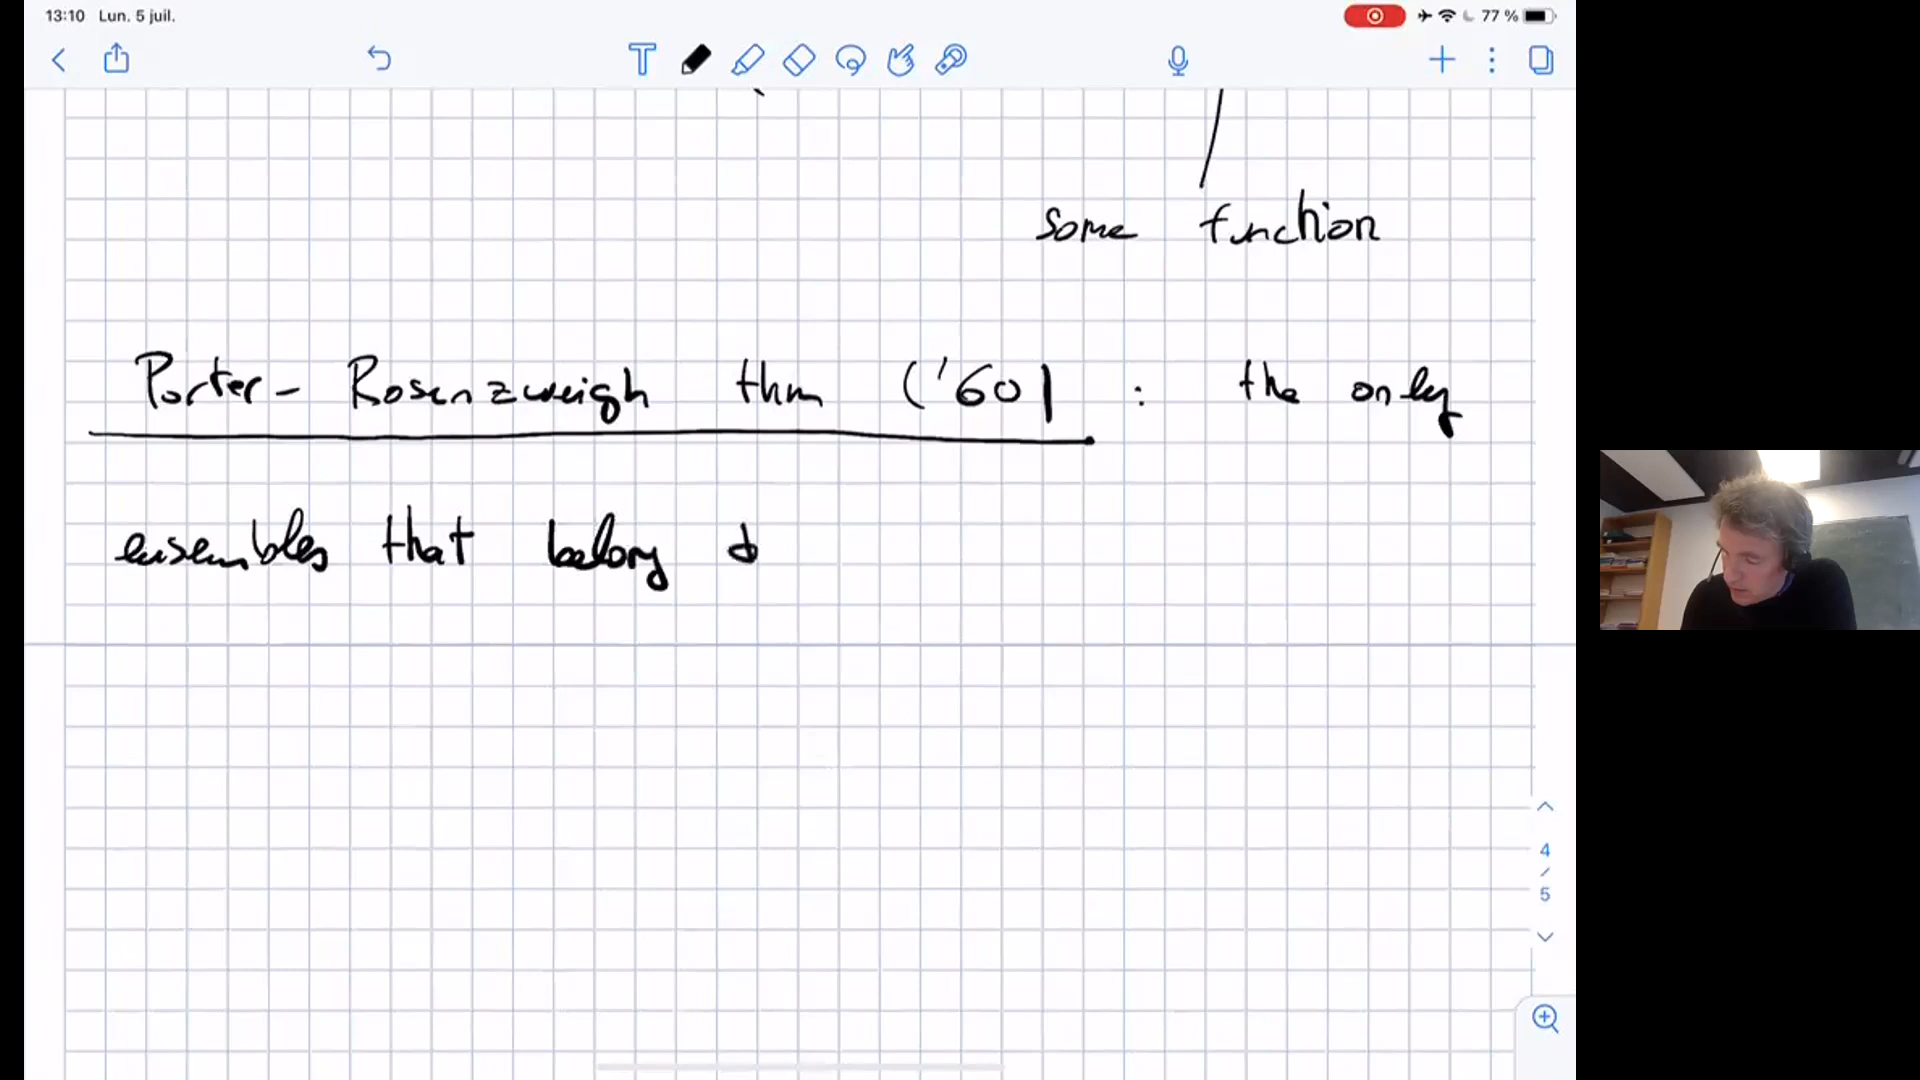 13:10 Lun. 5 juil.
77 %
some function
Porter- Rosenzweigh thm ('60) : the only
ensembles that belong to
4
5